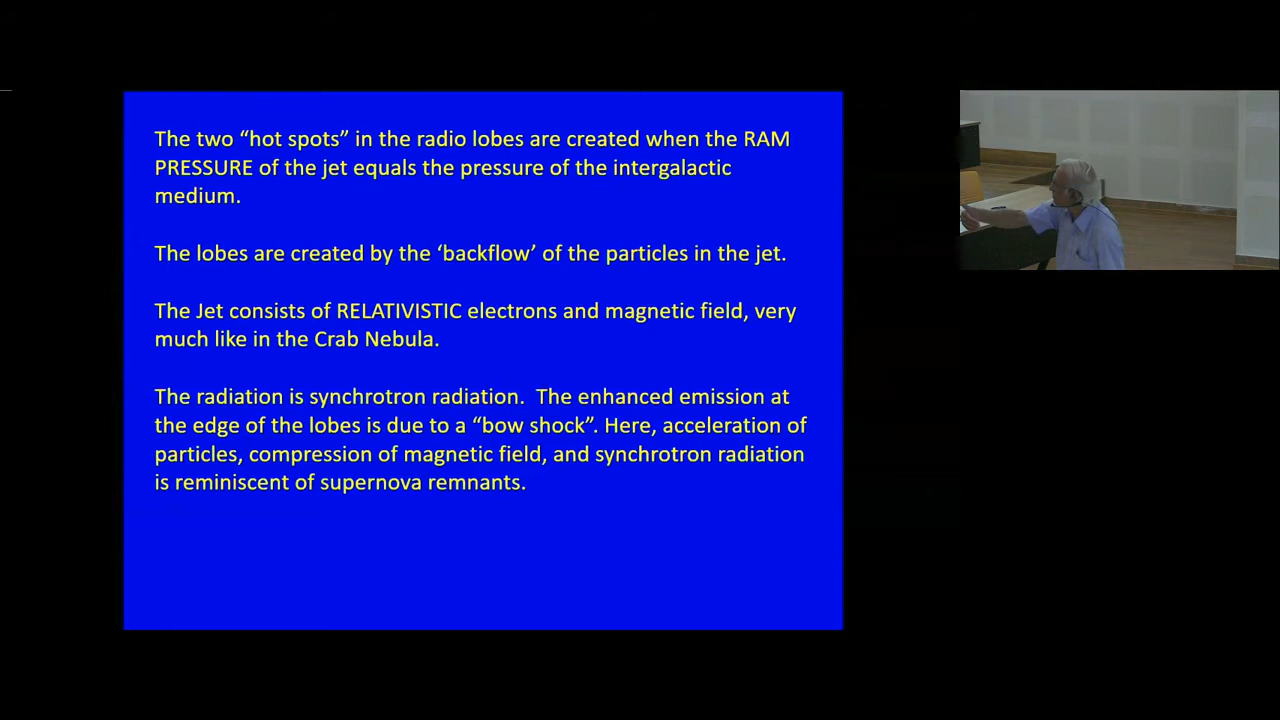 The two “hot spots” in the radio lobes are created when the RAM
PRESSURE of the jet equals the pressure of the intergalactic
medium.
The lobes are created by the ‘backflow’ of the particles in the jet.
The Jet consists of RELATIVISTIC electrons and magnetic field, very
much like in the Crab Nebula.
The radiation is synchrotron radiation.  The enhanced emission at
the edge of the lobes is due to a “bow shock”. Here, acceleration of
particles, compression of magnetic field, and synchrotron radiation
is reminiscent of supernova remnants.